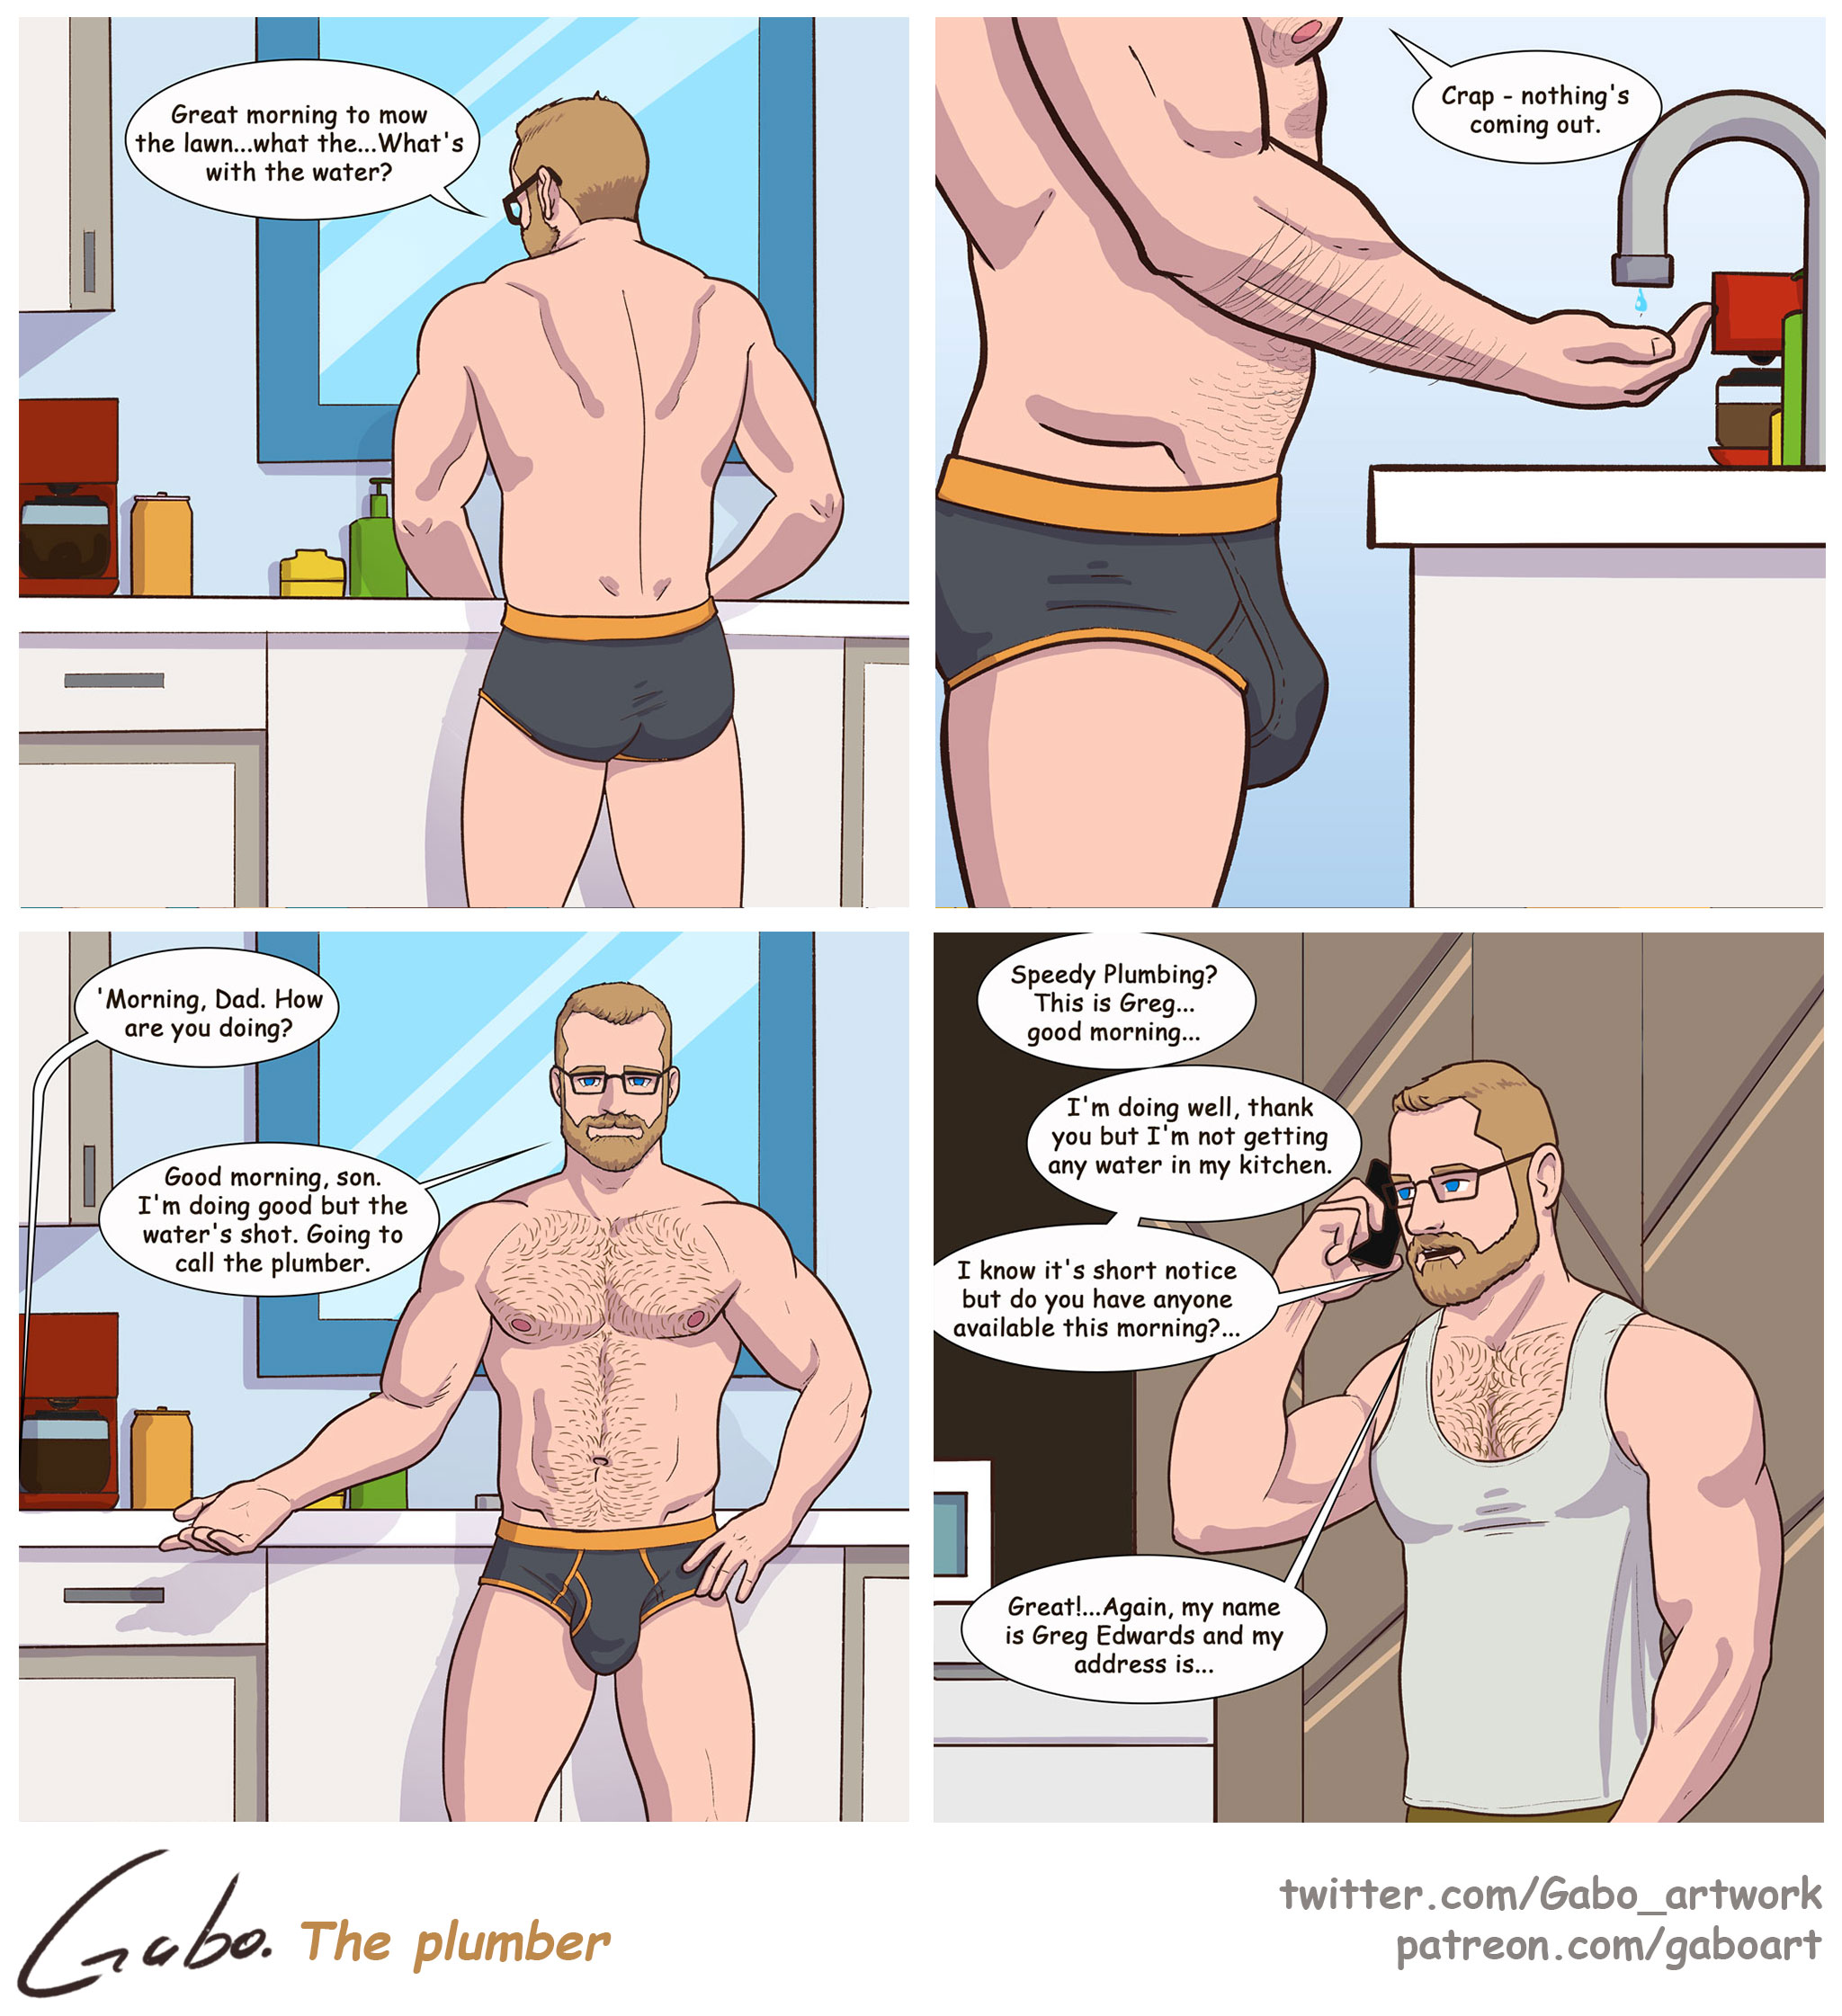 Great morning to mow
the lawn...what the...What's
with the water?
Crap - nothing's
coming out.
'Morning, Dad. How
are you doing?
Good morning, son.
I'm doing good but the
water's shot. Going to
call the plumber.
Speedy Plumbing?
This is Greg...
good morning...
I'm doing well, thank
you but I'm not getting
any water in my kitchen.
I know it's short notice
but do you have anyone
available this morning?...
Great!...Again, my name
is Greg Edwards and my
address is...
Gabo. The plumber
twitter.com/Gabo_artwork
patreon.com/gaboart